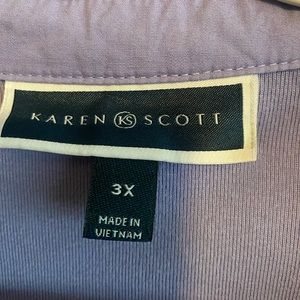 KAREN KS SCOTT
3X
MADE IN
VIETNAM